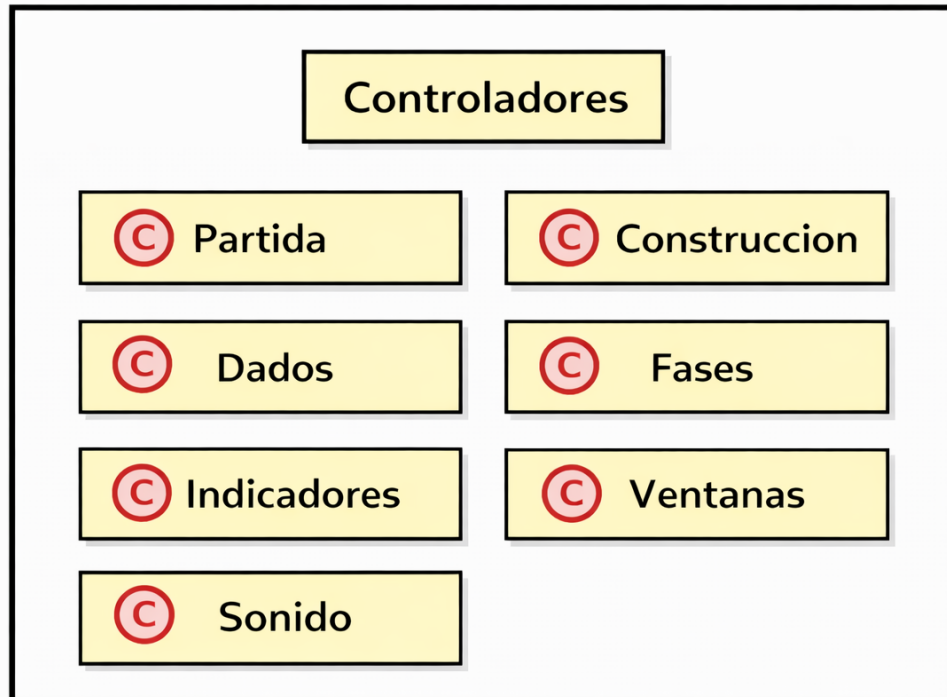 Controladores
C Partida
C Construccion
C Dados
C Fases
C Indicadores
C Ventanas
C Sonido